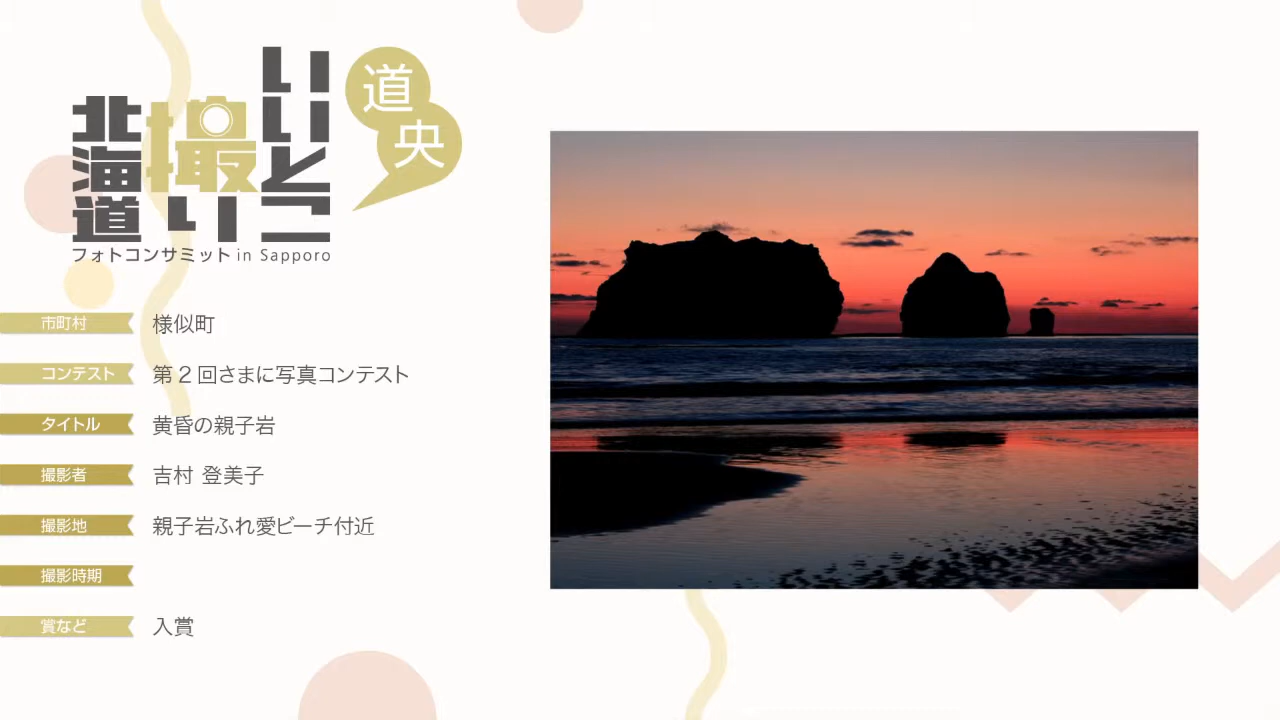 北海道撮りいいとこ
道央
フォトコンサミット in Sapporo
市町村 様似町
コンテスト 第2回さまに写真コンテスト
タイトル 黄昏の親子岩
撮影者 吉村 登美子
撮影地 親子岩ふれ愛ビーチ付近
撮影時期
賞など 入賞